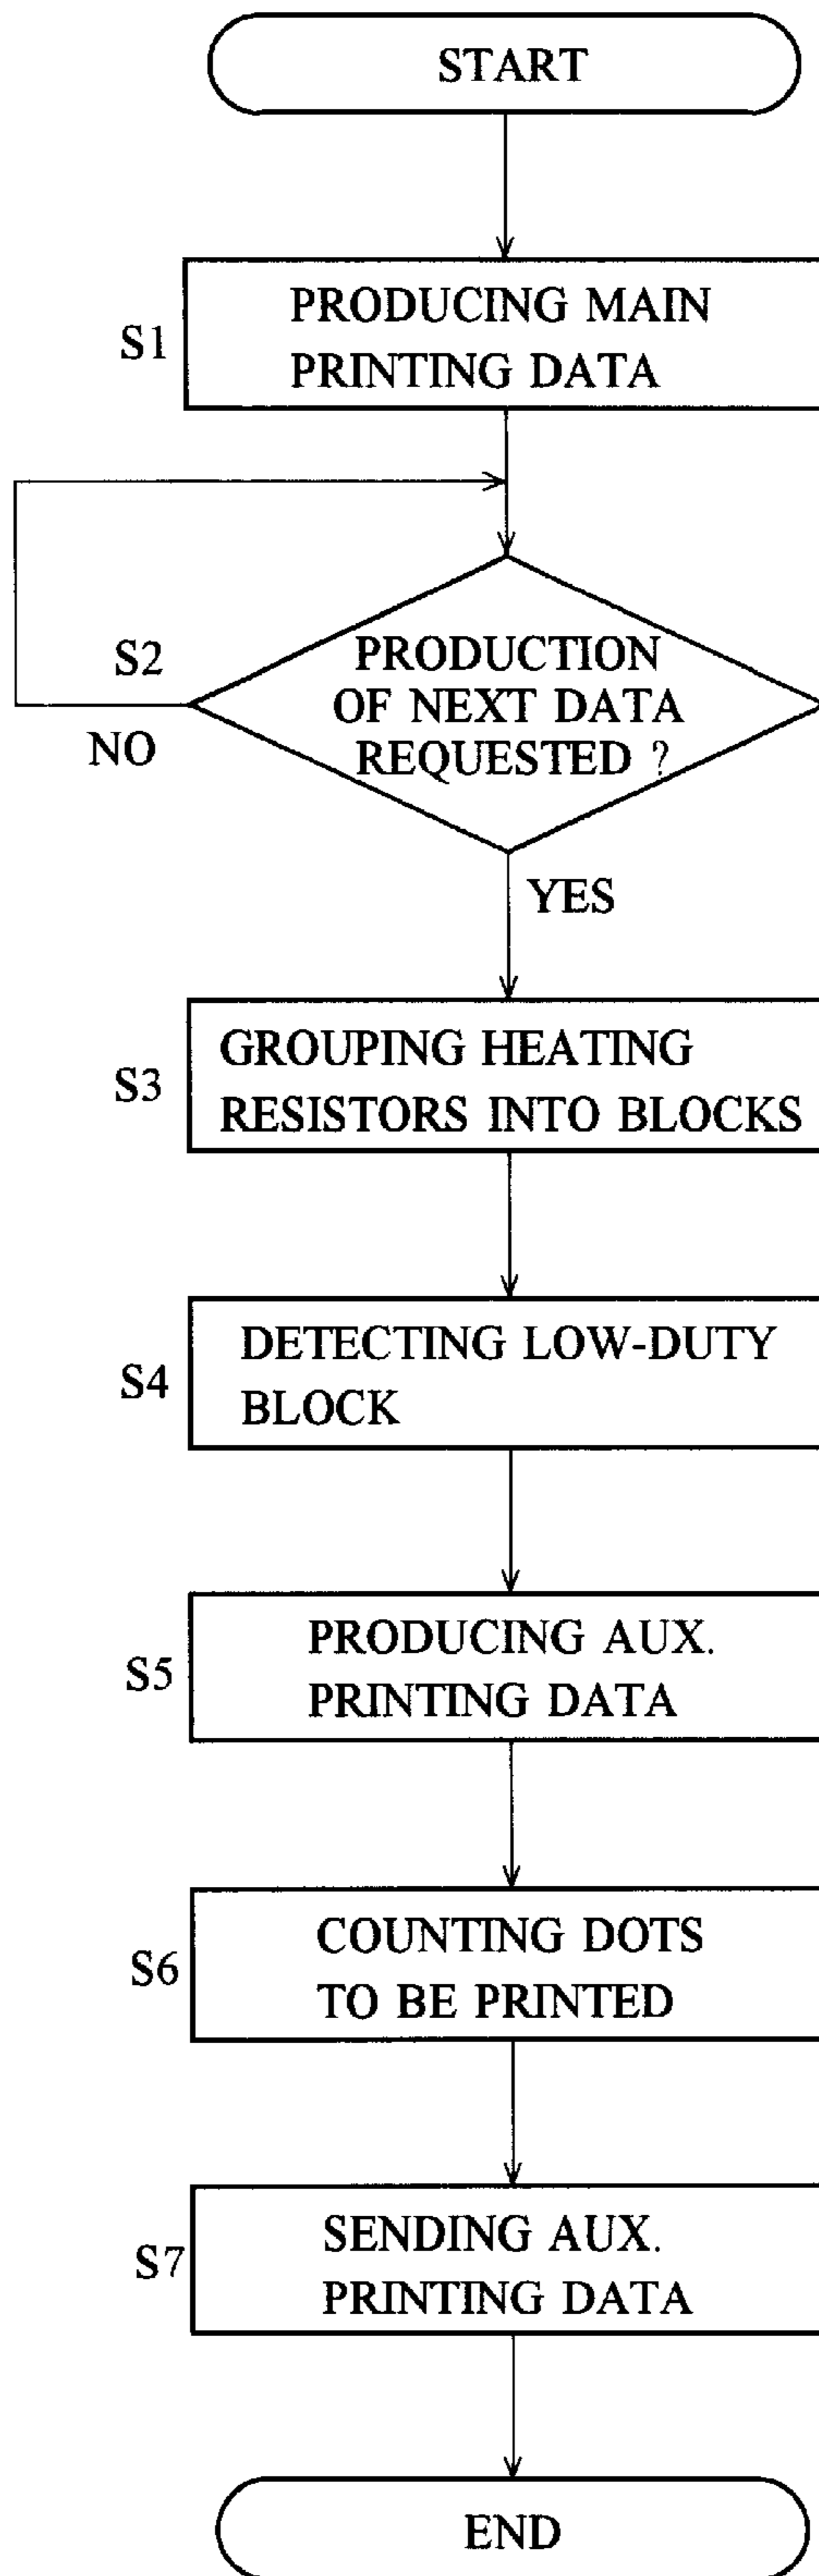 START
S1
PRODUCING MAIN
PRINTING DATA
S2
NO
PRODUCTION
OF NEXT DATA
REQUESTED ?
YES
S3
GROUPING HEATING
RESISTORS INTO BLOCKS
S4
DETECTING LOW-DUTY
BLOCK
S5
PRODUCING AUX.
PRINTING DATA
S6
COUNTING DOTS
TO BE PRINTED
S7
SENDING AUX.
PRINTING DATA
END